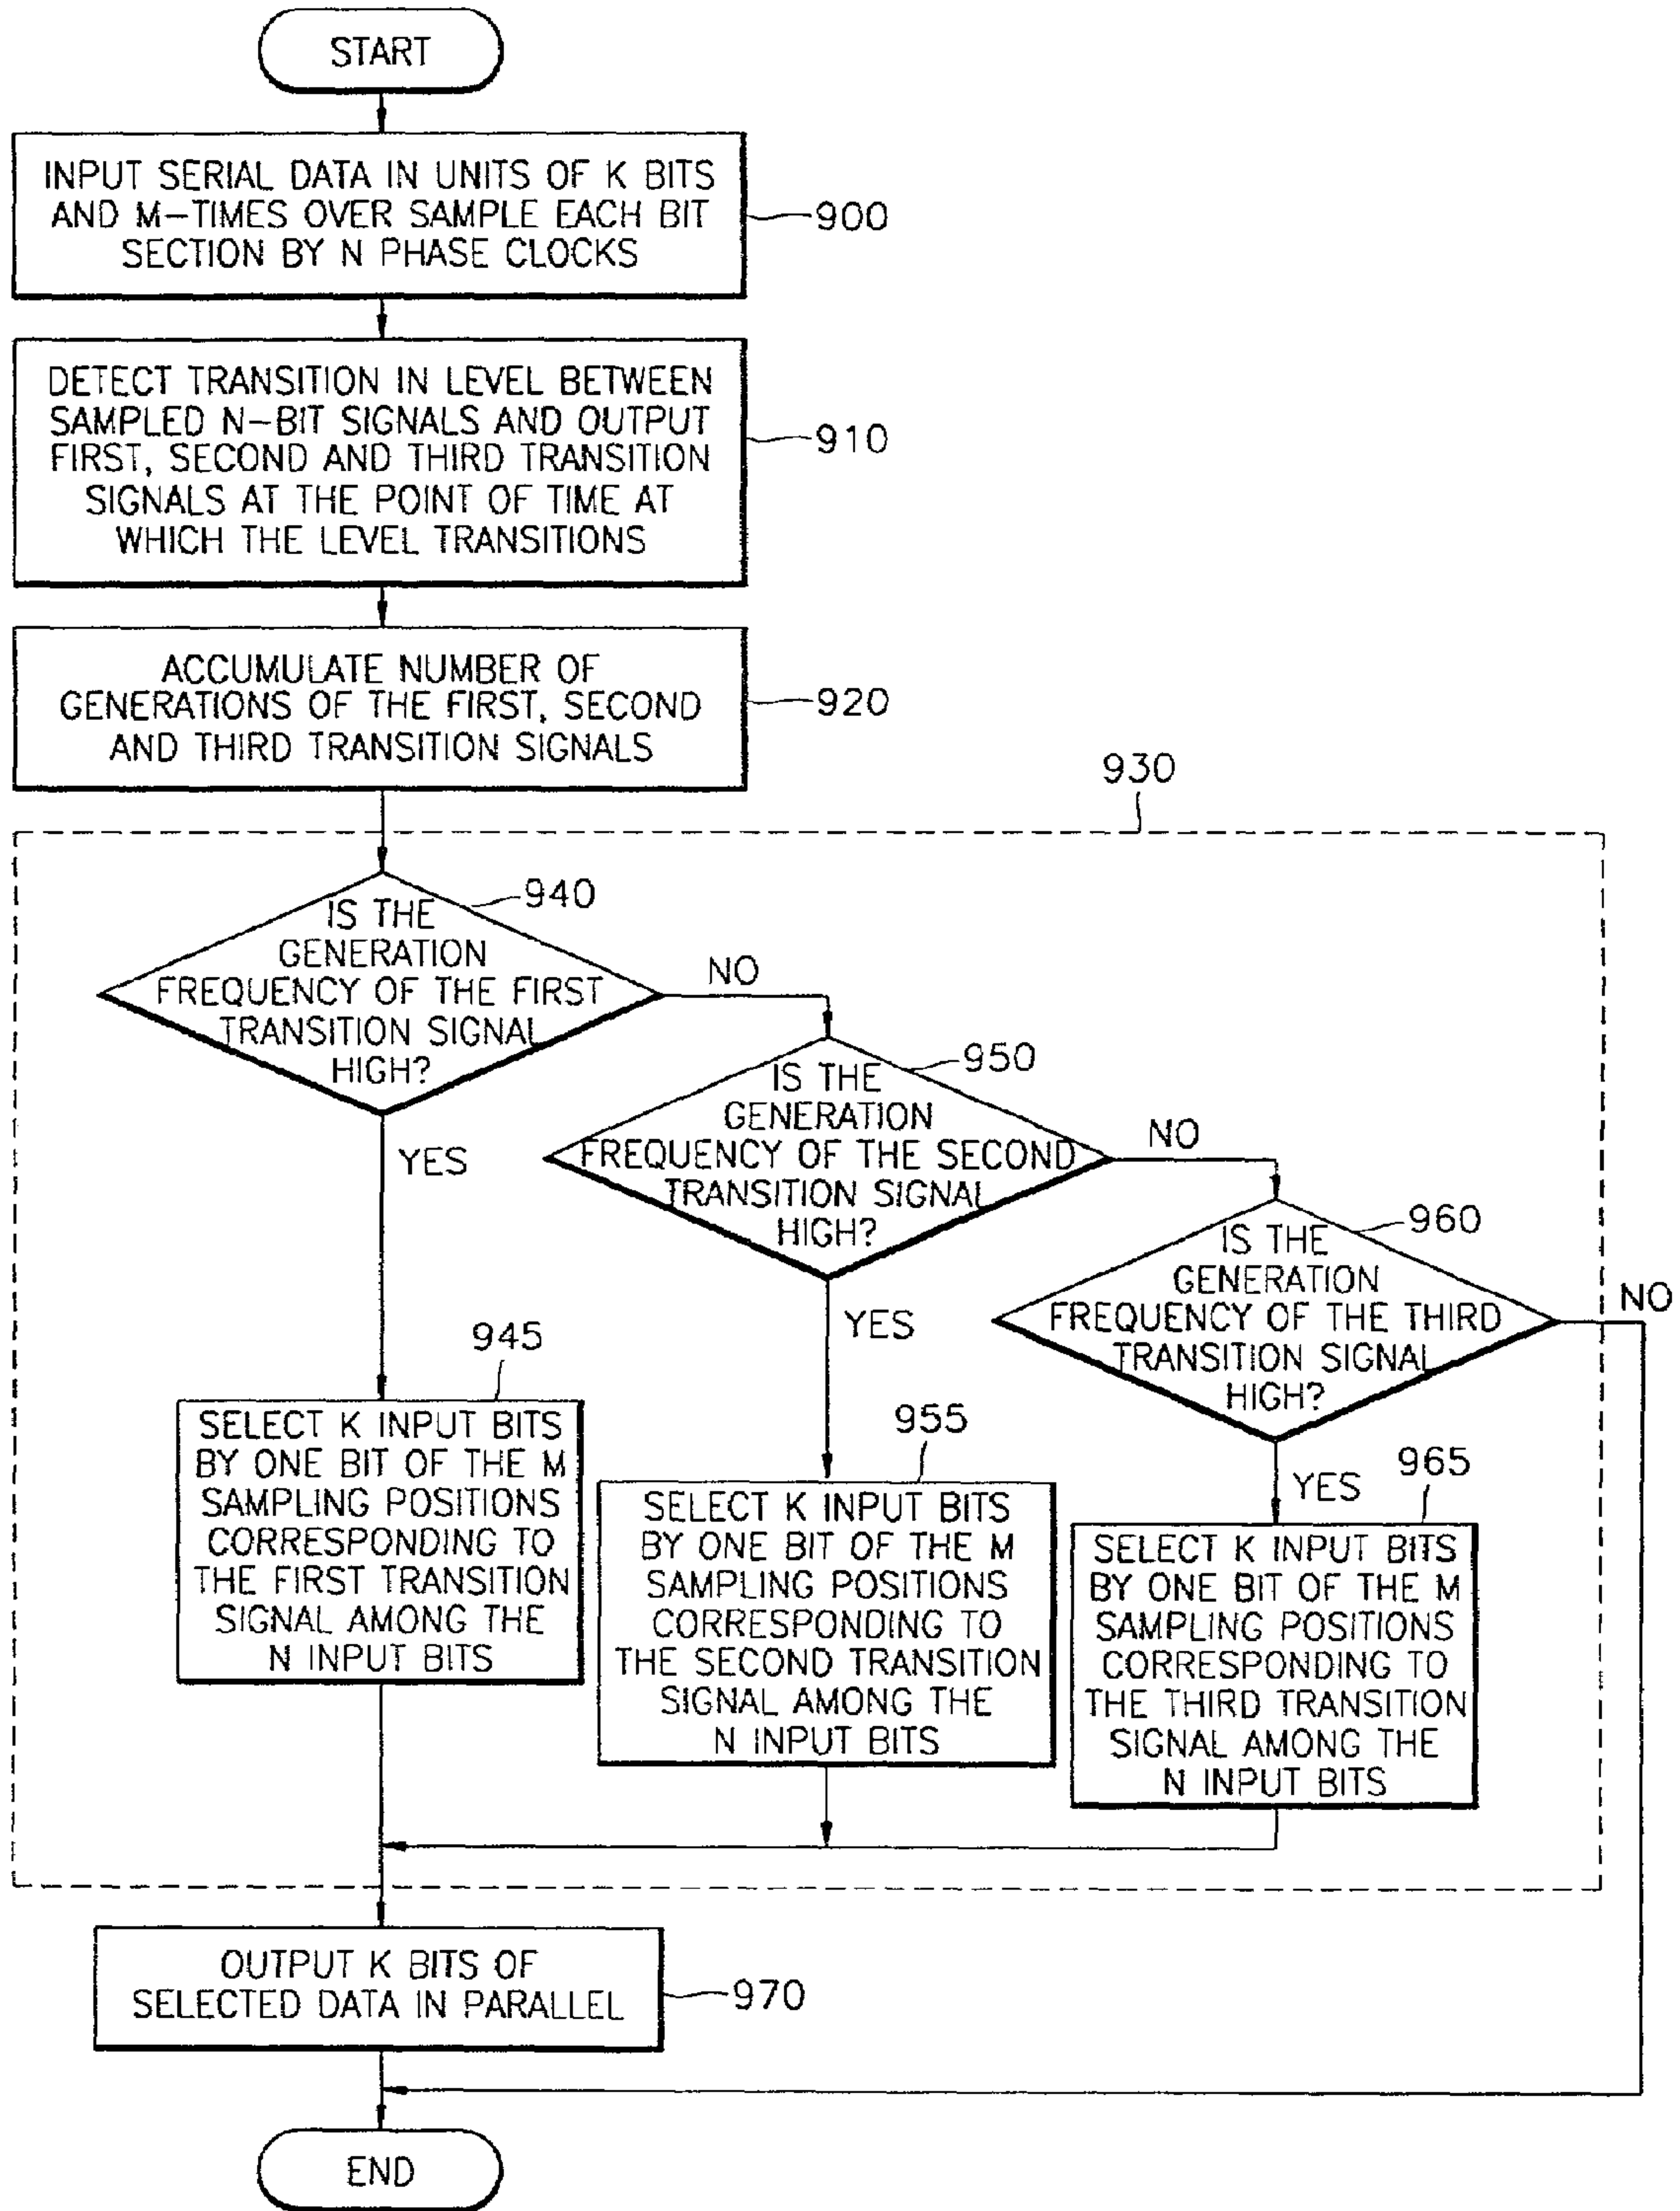 START
INPUT SERIAL DATA IN UNITS OF K BITS
AND M-TIMES OVER SAMPLE EACH BIT
SECTION BY N PHASE CLOCKS
900
DETECT TRANSITION IN LEVEL BETWEEN
SAMPLED N-BIT SIGNALS AND OUTPUT
FIRST, SECOND AND THIRD TRANSITION
SIGNALS AT THE POINT OF TIME AT
WHICH THE LEVEL TRANSITIONS
910
ACCUMULATE NUMBER OF
GENERATIONS OF THE FIRST, SECOND
AND THIRD TRANSITION SIGNALS
920
930
940
IS THE
GENERATION
FREQUENCY OF THE FIRST
TRANSITION SIGNAL
HIGH?
NO
YES
950
IS THE
GENERATION
FREQUENCY OF THE SECOND
TRANSITION SIGNAL
HIGH?
NO
YES
960
IS THE
GENERATION
FREQUENCY OF THE THIRD
TRANSITION SIGNAL
HIGH?
NO
YES
945
SELECT K INPUT BITS
BY ONE BIT OF THE M
SAMPLING POSITIONS
CORRESPONDING TO
THE FIRST TRANSITION
SIGNAL AMONG THE
N INPUT BITS
955
SELECT K INPUT BITS
BY ONE BIT OF THE M
SAMPLING POSITIONS
CORRESPONDING TO
THE SECOND TRANSITION
SIGNAL AMONG THE
N INPUT BITS
965
SELECT K INPUT BITS
BY ONE BIT OF THE M
SAMPLING POSITIONS
CORRESPONDING TO
THE THIRD TRANSITION
SIGNAL AMONG THE
N INPUT BITS
OUTPUT K BITS OF
SELECTED DATA IN PARALLEL
970
END